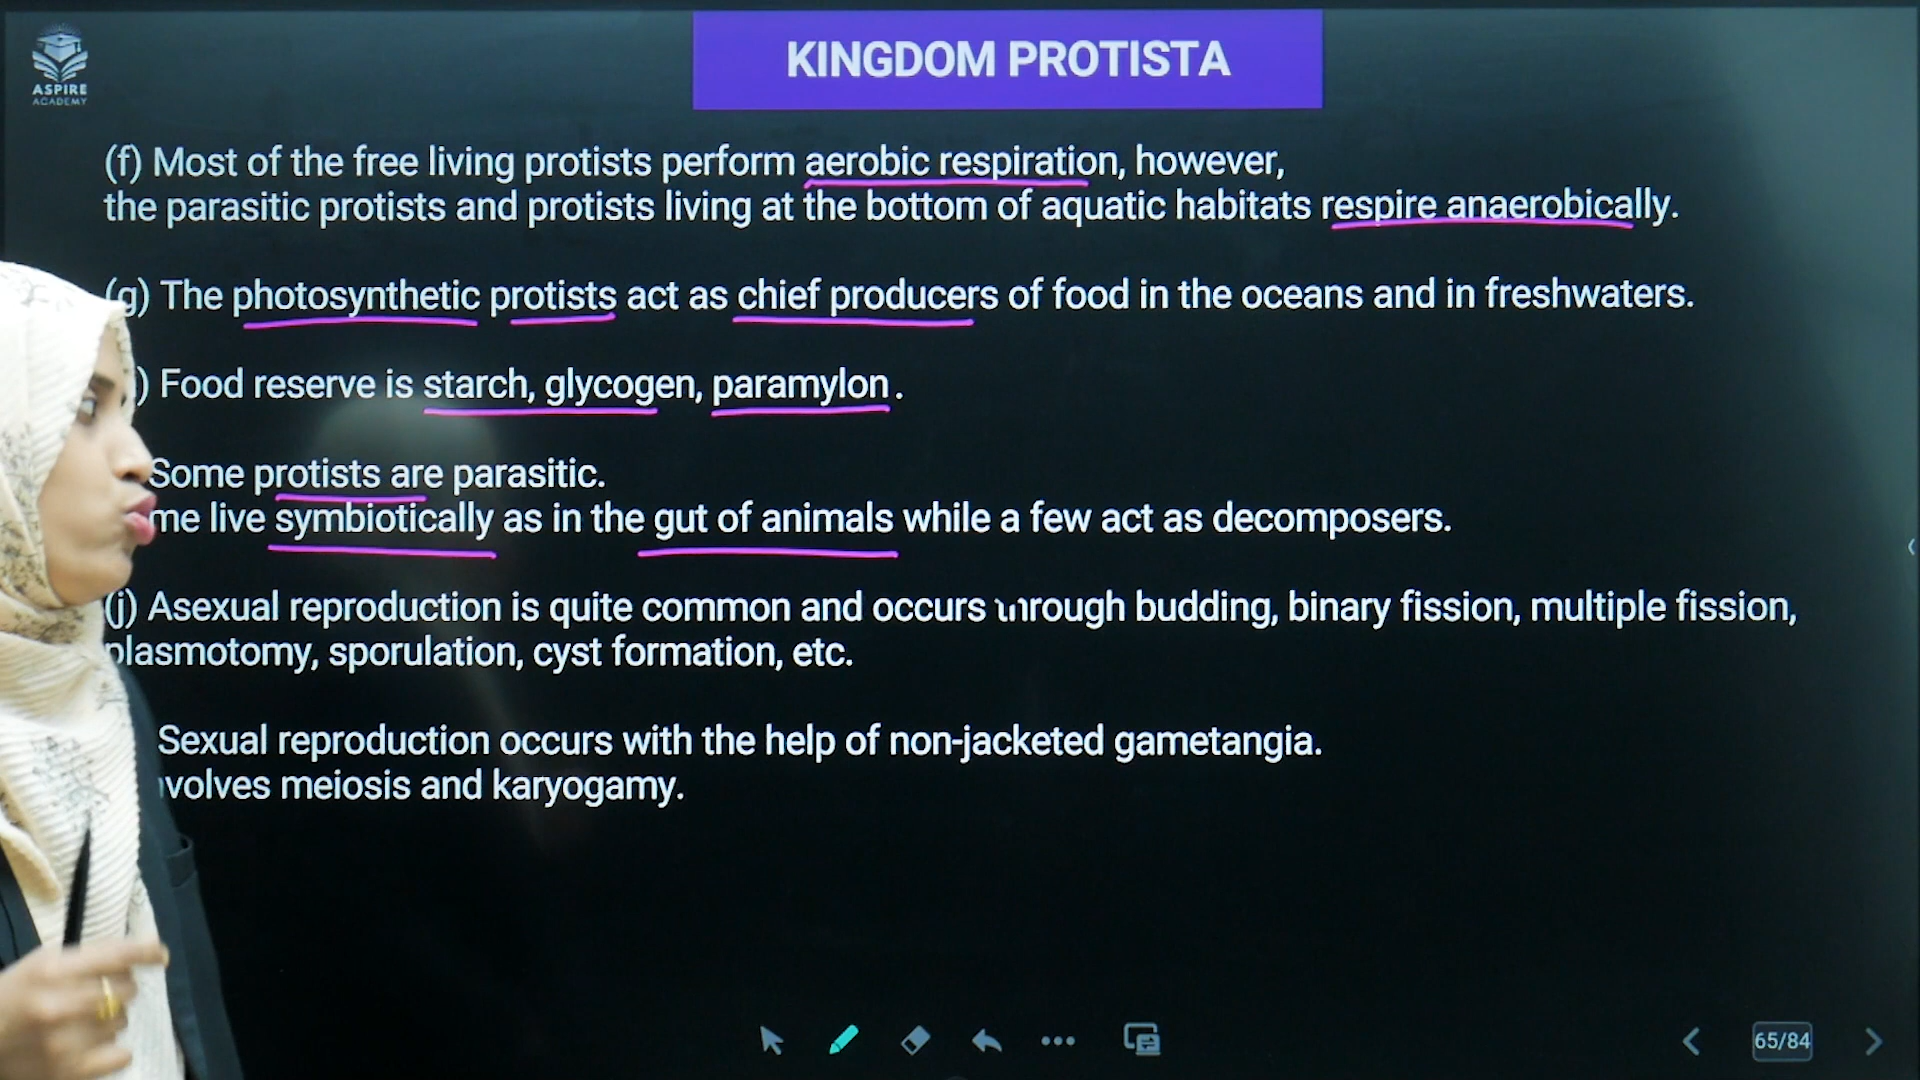 ASPIRE
ACADEMY
KINGDOM PROTISTA
(f) Most of the free living protists perform aerobic respiration, however,
the parasitic protists and protists living at the bottom of aquatic habitats respire anaerobically.
(g) The photosynthetic protists act as chief producers of food in the oceans and in freshwaters.
) Food reserve is starch, glycogen, paramylon.
Some protists are parasitic.
me live symbiotically as in the gut of animals while a few act as decomposers.
(j) Asexual reproduction is quite common and occurs through budding, binary fission, multiple fission,
plasmotomy, sporulation, cyst formation, etc.
Sexual reproduction occurs with the help of non-jacketed gametangia.
nvolves meiosis and karyogamy.
65/84